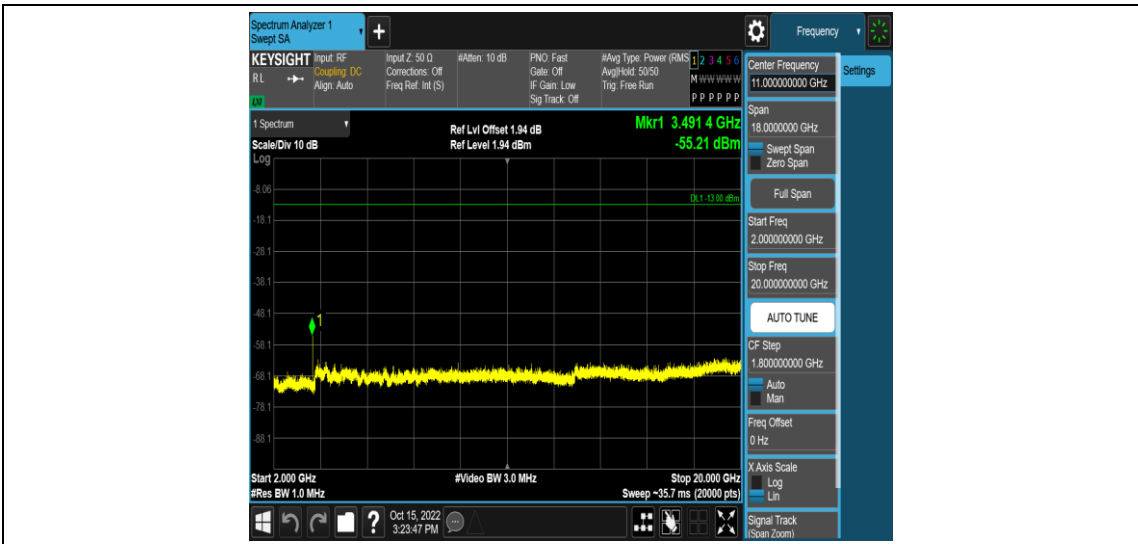 Spectrum Analyzer 1
Swept SA
+
Frequency
KEYSIGHT
RL
LNI
Input: RF
Coupling: DC
Align: Auto
Input Z: 50 Ω
Corrections: Off
Freq Ref: Int (S)
#Atten: 10 dB
PNO: Fast
Gate: Off
IF Gain: Low
Sig Track: Off
#Avg Type: Power (RMS
Avg|Hold: 50/50
Trig: Free Run
1 2 3 4 5 6
M W W W W W
P P P P P P
Center Frequency
11.000000000 GHz
Settings
1 Spectrum
Scale/Div 10 dB
Log
Ref Lvl Offset 1.94 dB
Ref Level 1.94 dBm
Mkr1 3.491 4 GHz
-55.21 dBm
Span
18.0000000 GHz
Swept Span
Zero Span
Full Span
Start Freq
2.000000000 GHz
Stop Freq
20.000000000 GHz
AUTO TUNE
CF Step
1.800000000 GHz
Auto
Man
Freq Offset
0 Hz
X Axis Scale
Log
Lin
Signal Track
(Span Zoom)
-8.06
DL1 -13.00 dBm
-18.1
-28.1
-38.1
-48.1
1
-58.1
-68.1
-78.1
-88.1
Start 2.000 GHz
#Res BW 1.0 MHz
#Video BW 3.0 MHz
Stop 20.000 GHz
Sweep ~35.7 ms (20000 pts)
?
Oct 15, 2022
3:23:47 PM